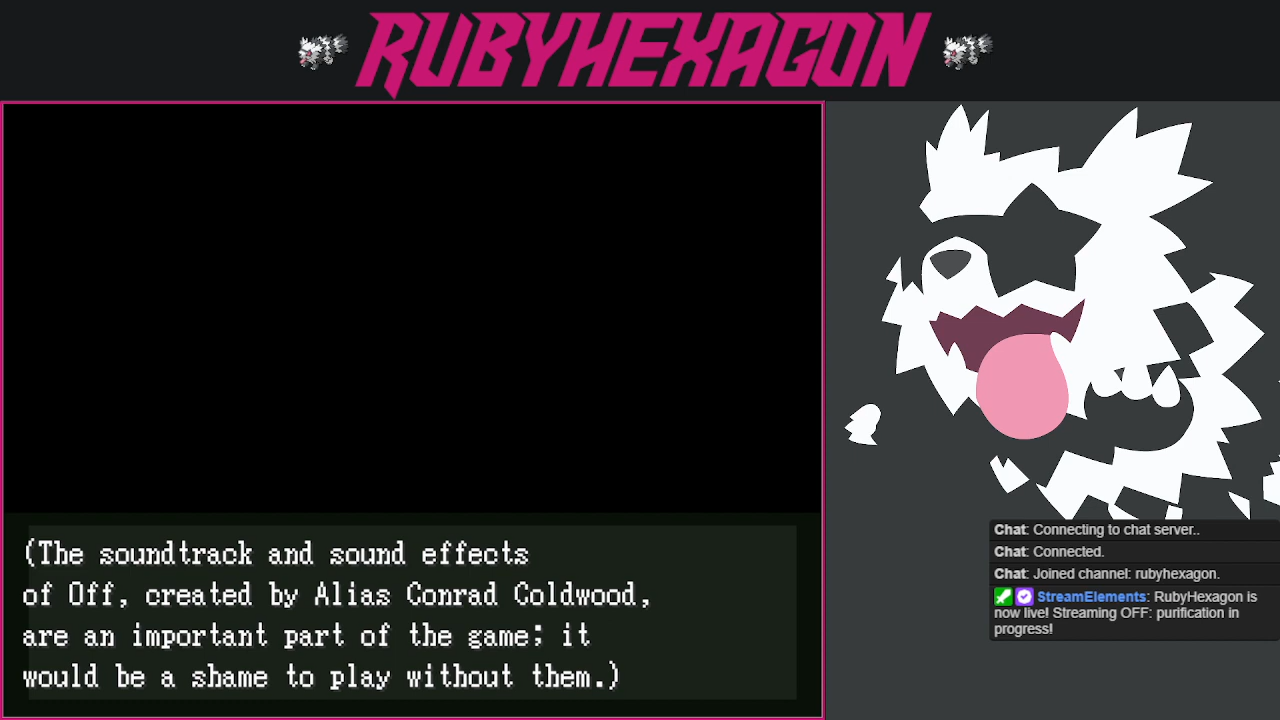 RUBYHEXAGON
(The soundtrack and sound effects
of Off, created by Alias Conrad Coldwood,
are an important part of the game; it
would be a shame to play without them.)
Chat: Connecting to chat server..
Chat: Connected.
Chat: Joined channel: rubyhexagon.
StreamElements: RubyHexagon is
now live! Streaming OFF: purification in
progress!